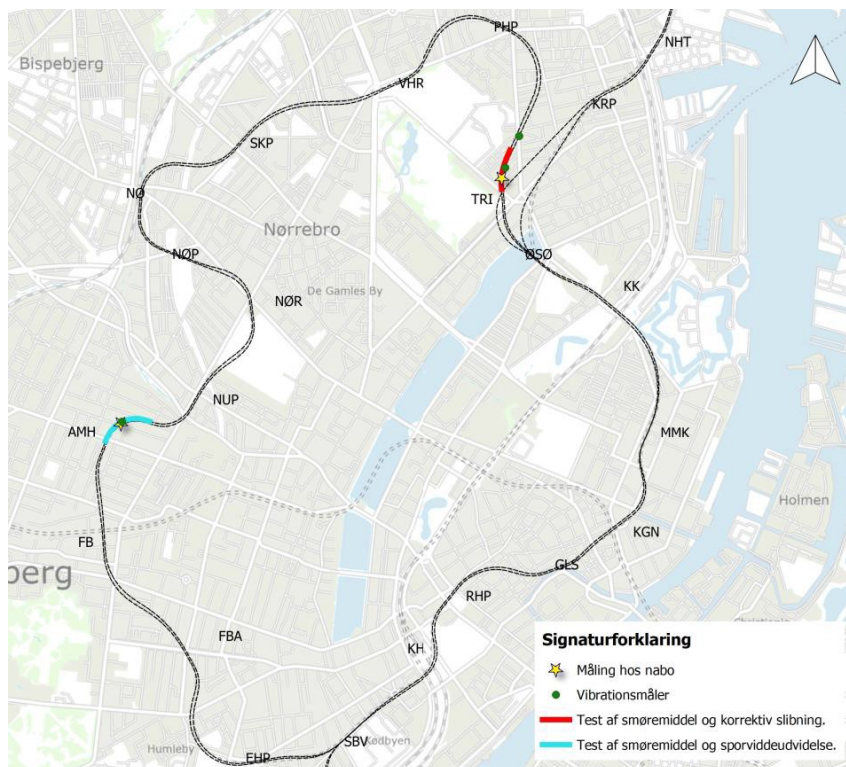 PHP
NHT
Bispebjerg
VHR
KRP
SKP
TRI
NØ
Nørrebro
NØP
ØSØ
De Gamles By
NØR
KK
NUP
AMH
MMK
Holmen
FB
KGN
berg
GLS
RHP
FBA
KH
Signaturforklaring
Måling hos nabo
Vibrationsmåler
Test af smøremiddel og korrektiv slibning.
Test af smøremiddel og sporviddeudvidelse.
Humleby
SBV
Kødbyen